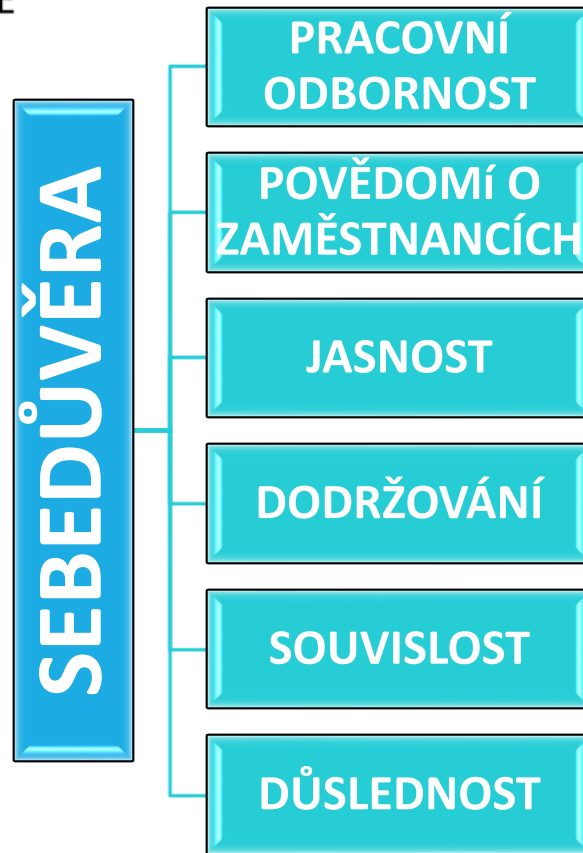 SEBEDŮVĚRA
PRACOVNÍ
ODBORNOST
POVĚDOMí O
ZAMĚSTNANCÍCH
JASNOST
DODRŽOVÁNÍ
SOUVISLOST
DŮSLEDNOST